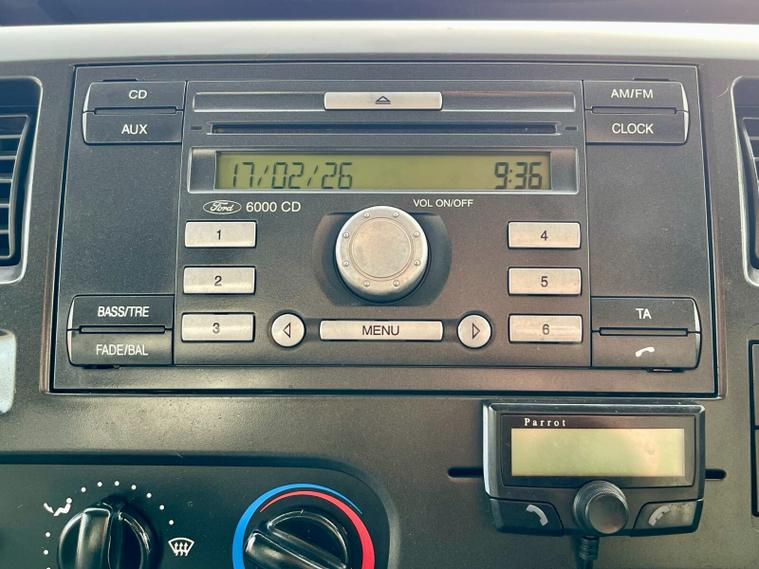 CD
AM/FM
AUX
CLOCK
17/02/26 9:36
Ford 6000 CD
VOL ON/OFF
1
4
2
5
BASS/TRE
TA
3
MENU
6
FADE/BAL
Parrot